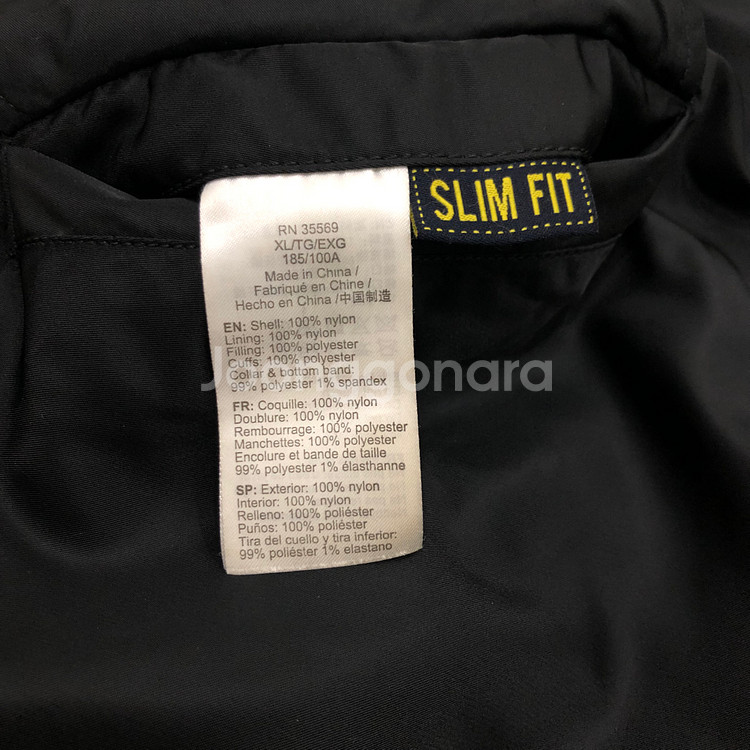 SLIM FIT
RN 35569
XL/TG/EXG
185/100A
Made in China /
Fabriqué en Chine /
Hecho en China /中国制造
EN: Shell: 100% nylon
Lining: 100% nylon
Filling: 100% polyester
Cuffs: 100% polyester
Collar & bottom band:
99% polyester 1% spandex
FR: Coquille: 100% nylon
Doublure: 100% nylon
Rembourrage: 100% polyester
Manchettes: 100% polyester
Encolure et bande de taille
99% polyester 1% élasthanne
SP: Exterior: 100% nylon
Interior: 100% nylon
Relleno: 100% poliéster
Puños: 100% poliéster
Tira del cuello y tira inferior:
99% poliéster 1% elastano
Joonggonara